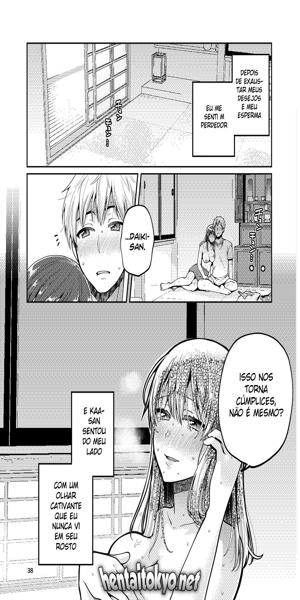 DEPOIS
DE EXAUS-
TAR MEUS
DESEJOS
E MEU
ESPERMA
EU ME
SENTI M
PERDEDOR
...DAIKI-
SAN.
ISSO NOS
TORNA
CÚMPLICES,
NÃO É MESMO?
E KAA-
SAN
SENTOU
DO MEU
LADO
COM
UM OLHAR
CATIVANTE
QUE EU
NUNCA VI
EM SEU
ROSTO
38
hentaitokyo.net